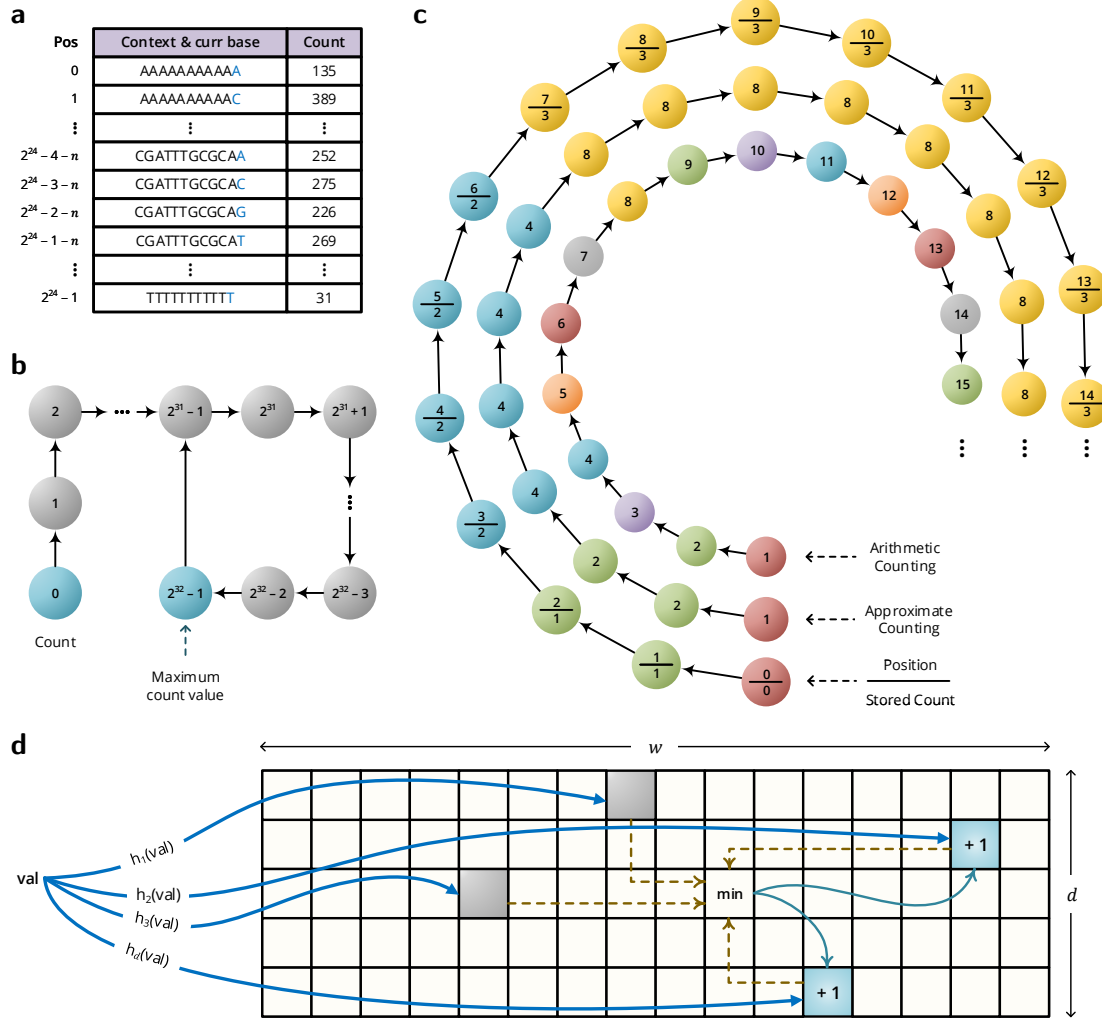 a
Pos Context & curr base Count
0 AAAAAAAAAAAA 135
1 AAAAAAAAAAAC 389
⋮ ⋮ ⋮
2²⁴ – 4 – n CGATTTGCGCAA 252
2²⁴ – 3 – n CGATTTGCGCAC 275
2²⁴ – 2 – n CGATTTGCGCAG 226
2²⁴ – 1 – n CGATTTGCGCAT 269
⋮ ⋮ ⋮
2²⁴ – 1 TTTTTTTTTTTT 31
b
2 ••• 2³¹ – 1 2³¹ 2³¹ + 1
1
0 2³² – 1 2³² – 2 2³² – 3
Count
Maximum
count value
c
1 2 3 4 5 6 7 8 9 10 11 12 13 14 15
Arithmetic
Counting
1 2 2 4 4 4 4 4 8 8 8 8 8 8 8 8
Approximate
Counting
0/0 1/1 2/1 3/2 4/2 5/2 6/2 7/3 8/3 9/3 10/3 11/3 12/3 13/3 14/3
Position
Stored Count
d
w
val
h₁(val)
h₂(val)
h₃(val)
h_d(val)
+ 1
min
+ 1
d